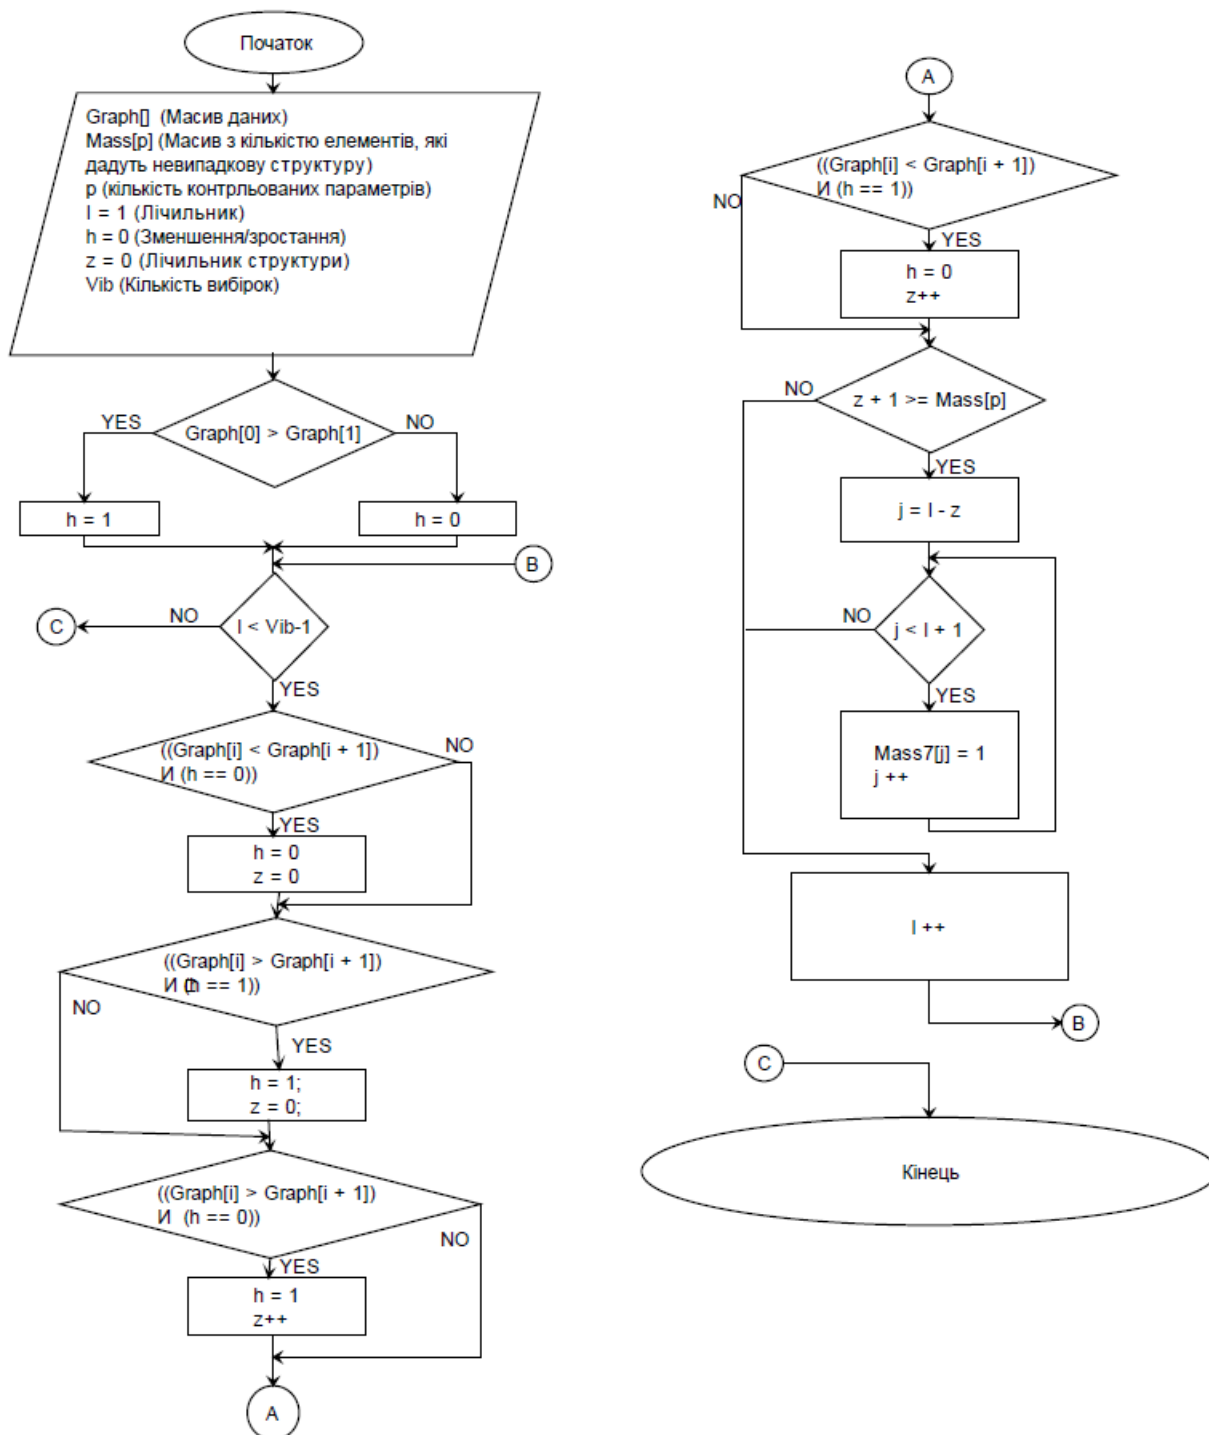 Початок
Graph[] (Масив даних)
Mass[p] (Масив з кількістю елементів, які
дадуть невипадкову структуру)
p (кількість контрльованих параметрів)
I = 1 (Лічильник)
h = 0 (Зменшення/зростання)
z = 0 (Лічильник структури)
Vib (Кількість вибірок)
YES
Graph[0] > Graph[1]
NO
h = 1
h = 0
B
C
NO
I < Vib-1
YES
((Graph[i] < Graph[i + 1])
И (h == 0))
NO
YES
h = 0
z = 0
((Graph[i] > Graph[i + 1])
И (h == 1))
NO
YES
h = 1;
z = 0;
((Graph[i] > Graph[i + 1])
И (h == 0))
NO
YES
h = 1
z++
A
A
((Graph[i] < Graph[i + 1])
И (h == 1))
NO
YES
h = 0
z++
NO
z + 1 >= Mass[p]
YES
j = I - z
NO
j < I + 1
YES
Mass7[j] = 1
j ++
I ++
B
C
Кінець